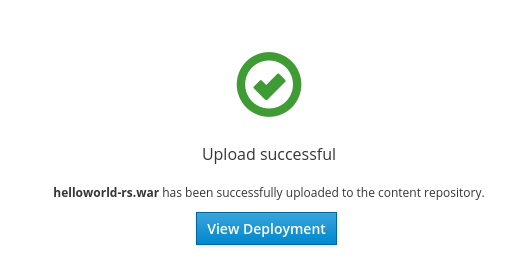 Upload successful
helloworld-rs.war has been successfully uploaded to the content repository.
View Deployment